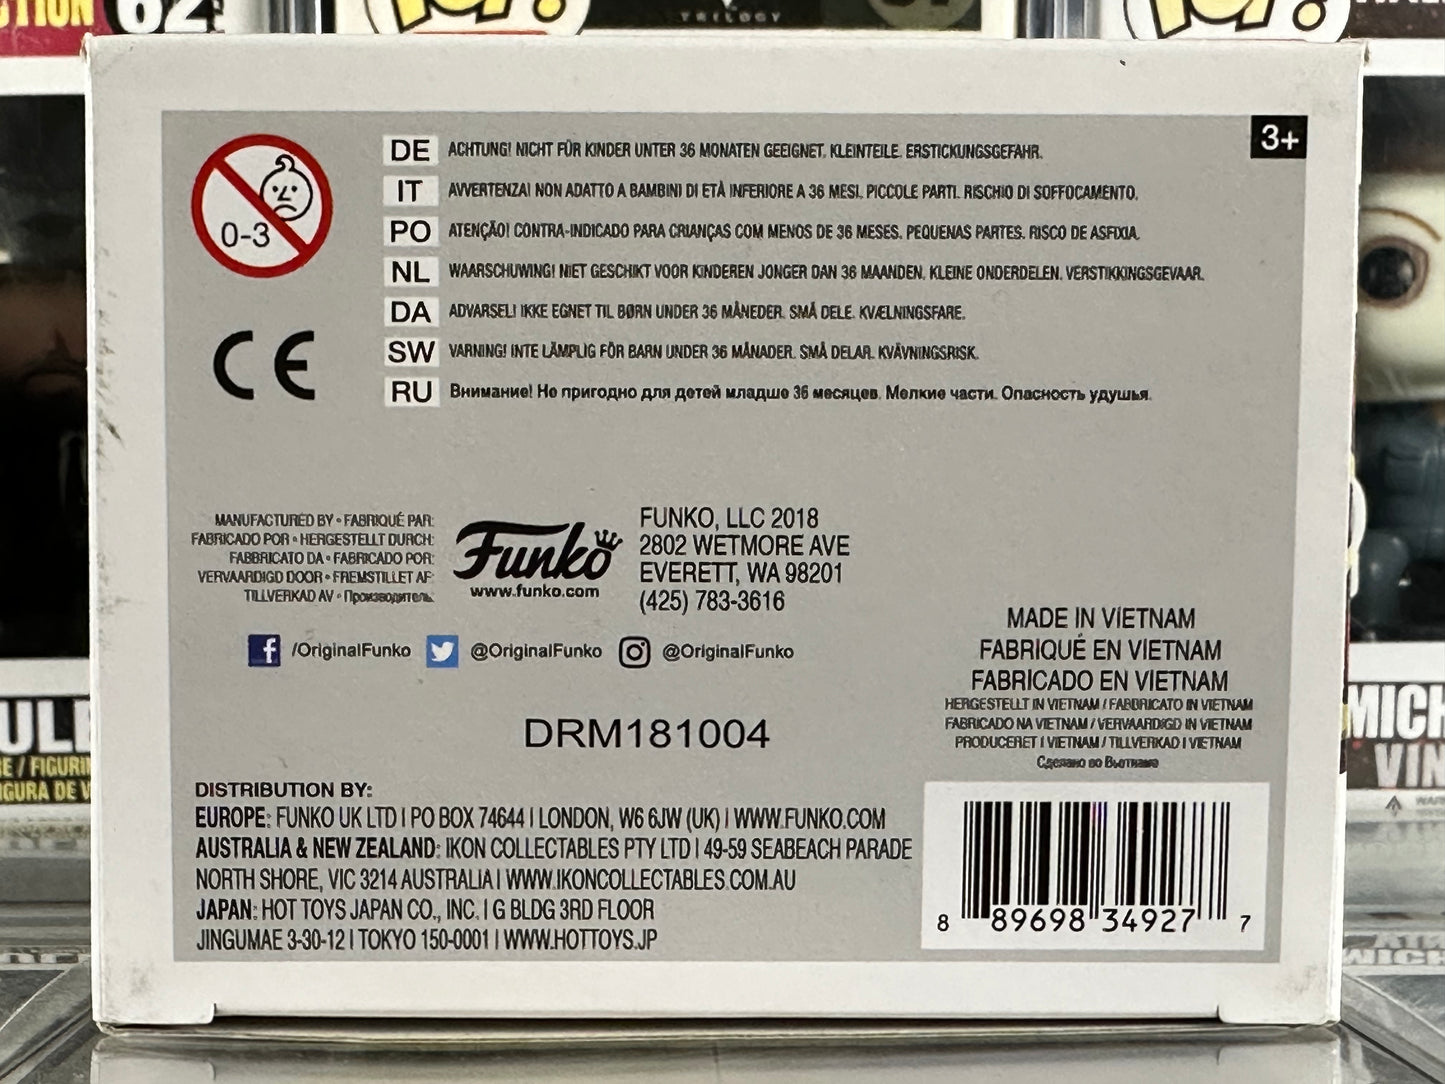 CTION 62
POP!
TRILOGY
POP!
3+
0-3
DE ACHTUNG! NICHT FÜR KINDER UNTER 36 MONATEN GEEIGNET. KLEINTEILE. ERSTICKUNGSGEFAHR.
IT AVVERTENZA! NON ADATTO A BAMBINI DI ETÀ INFERIORE A 36 MESI. PICCOLE PARTI. RISCHIO DI SOFFOCAMENTO.
PO ATENÇÃO! CONTRA-INDICADO PARA CRIANÇAS COM MENOS DE 36 MESES. PEQUENAS PARTES. RISCO DE ASFIXIA.
NL WAARSCHUWING! NIET GESCHIKT VOOR KINDEREN JONGER DAN 36 MAANDEN. KLEINE ONDERDELEN. VERSTIKKINGSGEVAAR.
DA ADVARSEL! IKKE EGNET TIL BØRN UNDER 36 MÅNEDER. SMÅ DELE. KVÆLNINGSFARE.
SW VARNING! INTE LÄMPLIG FÖR BARN UNDER 36 MÅNADER. SMÅ DELAR. KVÄVNINGSRISK.
RU Внимание! Не пригодно для детей младше 36 месяцев. Мелкие части. Опасность удушья.
CE
MANUFACTURED BY • FABRIQUÉ PAR:
FABRICADO POR • HERGESTELLT DURCH:
FABBRICATO DA • FABRICADO POR:
VERVAARDIGD DOOR • FREMSTILLET AF:
TILLVERKAD AV • Производитель:
Funko
www.funko.com
FUNKO, LLC 2018
2802 WETMORE AVE
EVERETT, WA 98201
(425) 783-3616
/OriginalFunko @OriginalFunko @OriginalFunko
MADE IN VIETNAM
FABRIQUÉ EN VIETNAM
FABRICADO EN VIETNAM
HERGESTELLT IN VIETNAM / FABBRICATO IN VIETNAM
FABRICADO NA VIETNAM / VERVAARDIGD IN VIETNAM
PRODUCERET I VIETNAM / TILLVERKAD I VIETNAM
Сделано во Вьетнаме
DRM181004
DISTRIBUTION BY:
EUROPE: FUNKO UK LTD | PO BOX 74644 | LONDON, W6 6JW (UK) | WWW.FUNKO.COM
AUSTRALIA & NEW ZEALAND: IKON COLLECTABLES PTY LTD | 49-59 SEABEACH PARADE
NORTH SHORE, VIC 3214 AUSTRALIA | WWW.IKONCOLLECTABLES.COM.AU
JAPAN: HOT TOYS JAPAN CO., INC. | G BLDG 3RD FLOOR
JINGUMAE 3-30-12 | TOKYO 150-0001 | WWW.HOTTOYS.JP
8 89698 34927 7
MICH
VIN